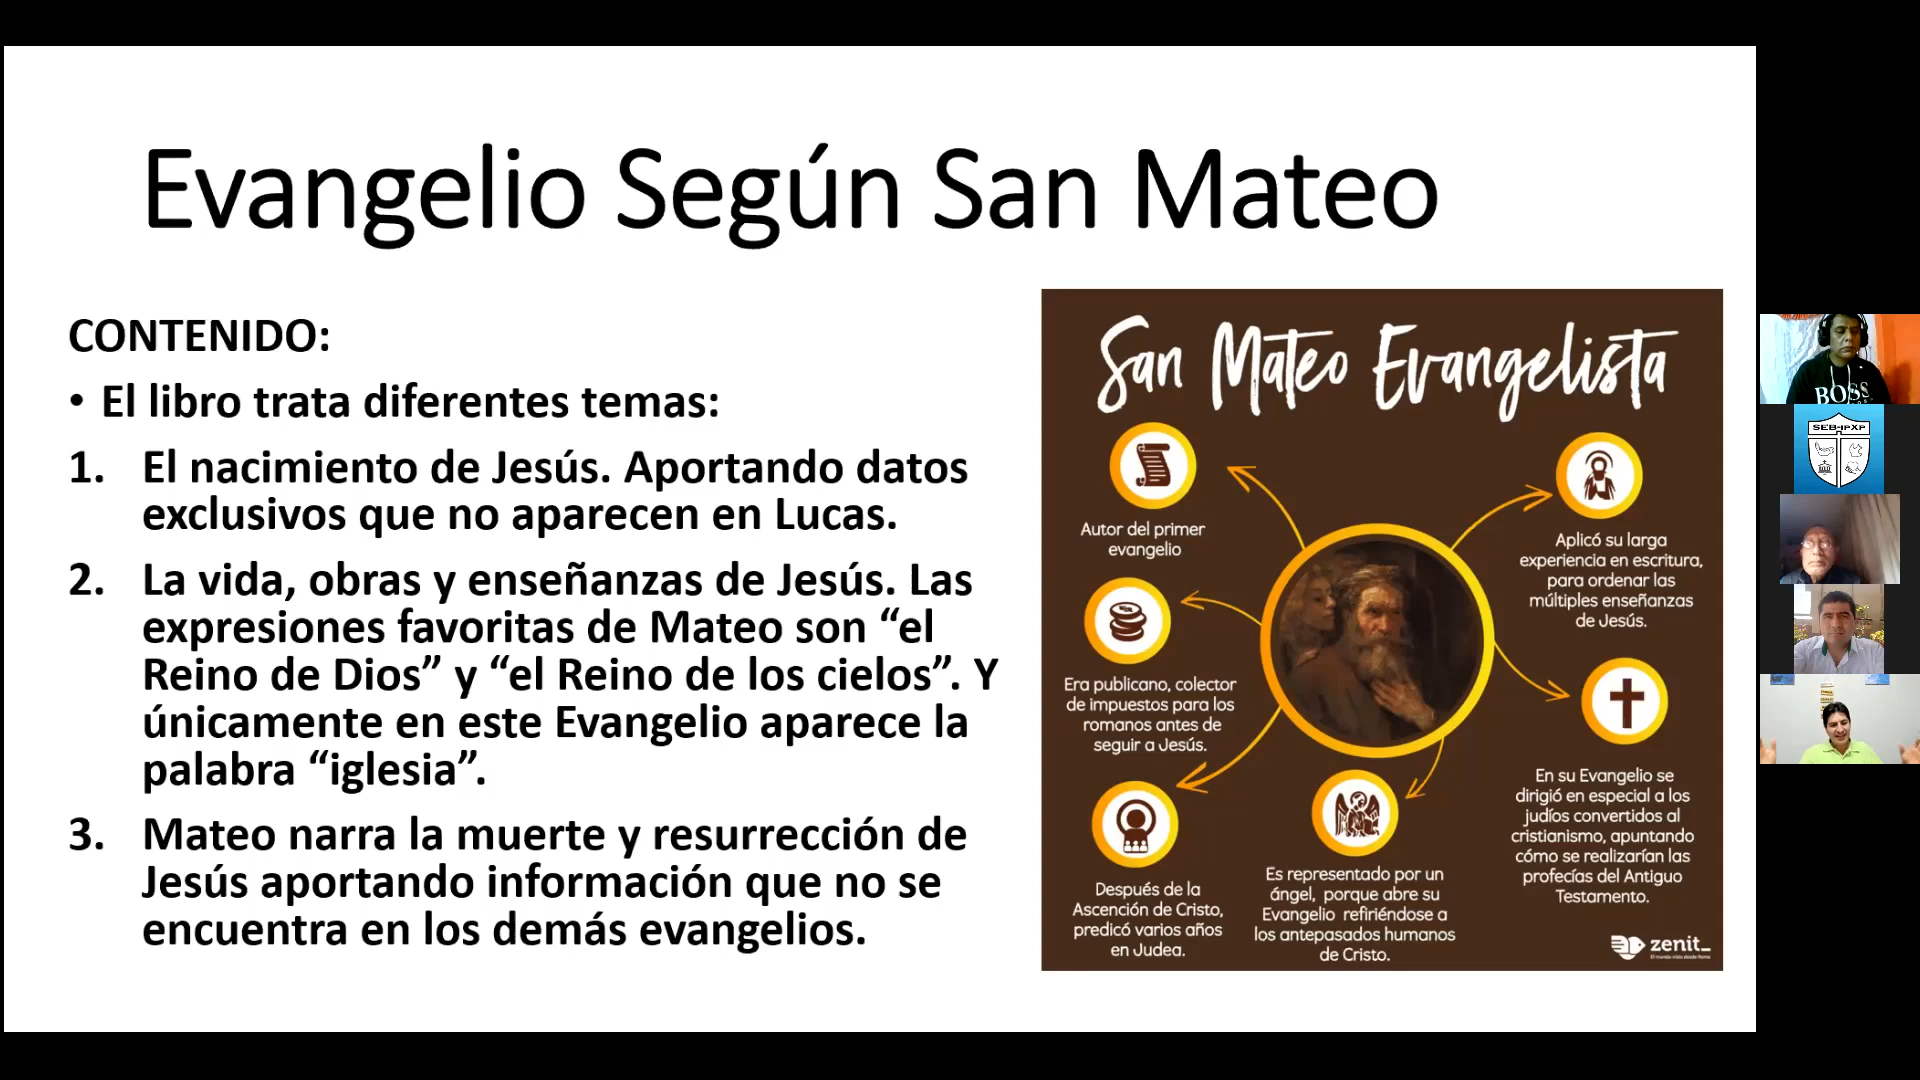 Evangelio Según San Mateo
CONTENIDO:
• El libro trata diferentes temas:
1. El nacimiento de Jesús. Aportando datos
exclusivos que no aparecen en Lucas.
2. La vida, obras y enseñanzas de Jesús. Las
expresiones favoritas de Mateo son “el
Reino de Dios” y “el Reino de los cielos”. Y
únicamente en este Evangelio aparece la
palabra “iglesia”.
3. Mateo narra la muerte y resurrección de
Jesús aportando información que no se
encuentra en los demás evangelios.
San Mateo Evangelista
Autor del primer
evangelio
Era publicano, colector
de impuestos para los
romanos antes de
seguir a Jesús.
Después de la
Ascención de Cristo,
predicó varios años
en Judea.
Es representado por un
ángel, porque abre su
Evangelio refiriéndose a
los antepasados humanos
de Cristo.
Aplicó su larga
experiencia en escritura,
para ordenar las
múltiples enseñanzas
de Jesús.
En su Evangelio se
dirigió en especial a los
judíos convertidos al
cristianismo, apuntando
cómo se realizarían las
profecías del Antiguo
Testamento.
zenit_
El mundo visto desde Roma
BOSS
SEB-IPXP